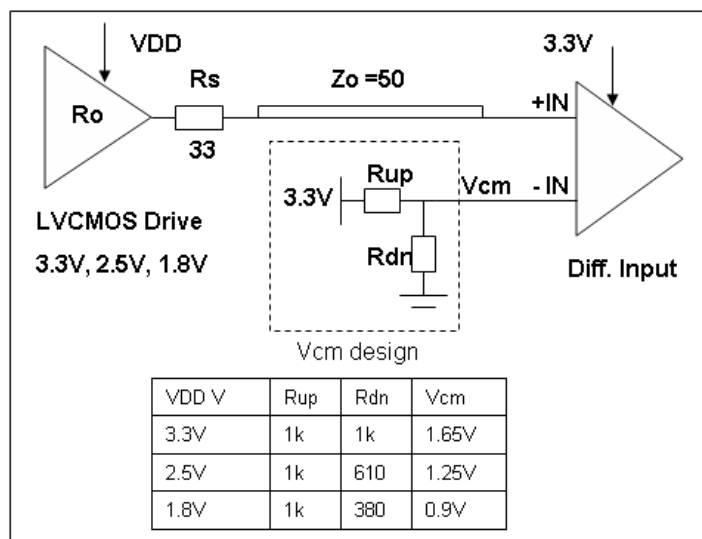 VDD
3.3V
Rs
Zo =50
Ro
+IN
33
Rup
Vcm
- IN
3.3V
LVCMOS Drive
Rdn
3.3V, 2.5V, 1.8V
Diff. Input
Vcm design
VDD V Rup Rdn Vcm
3.3V 1k 1k 1.65V
2.5V 1k 610 1.25V
1.8V 1k 380 0.9V